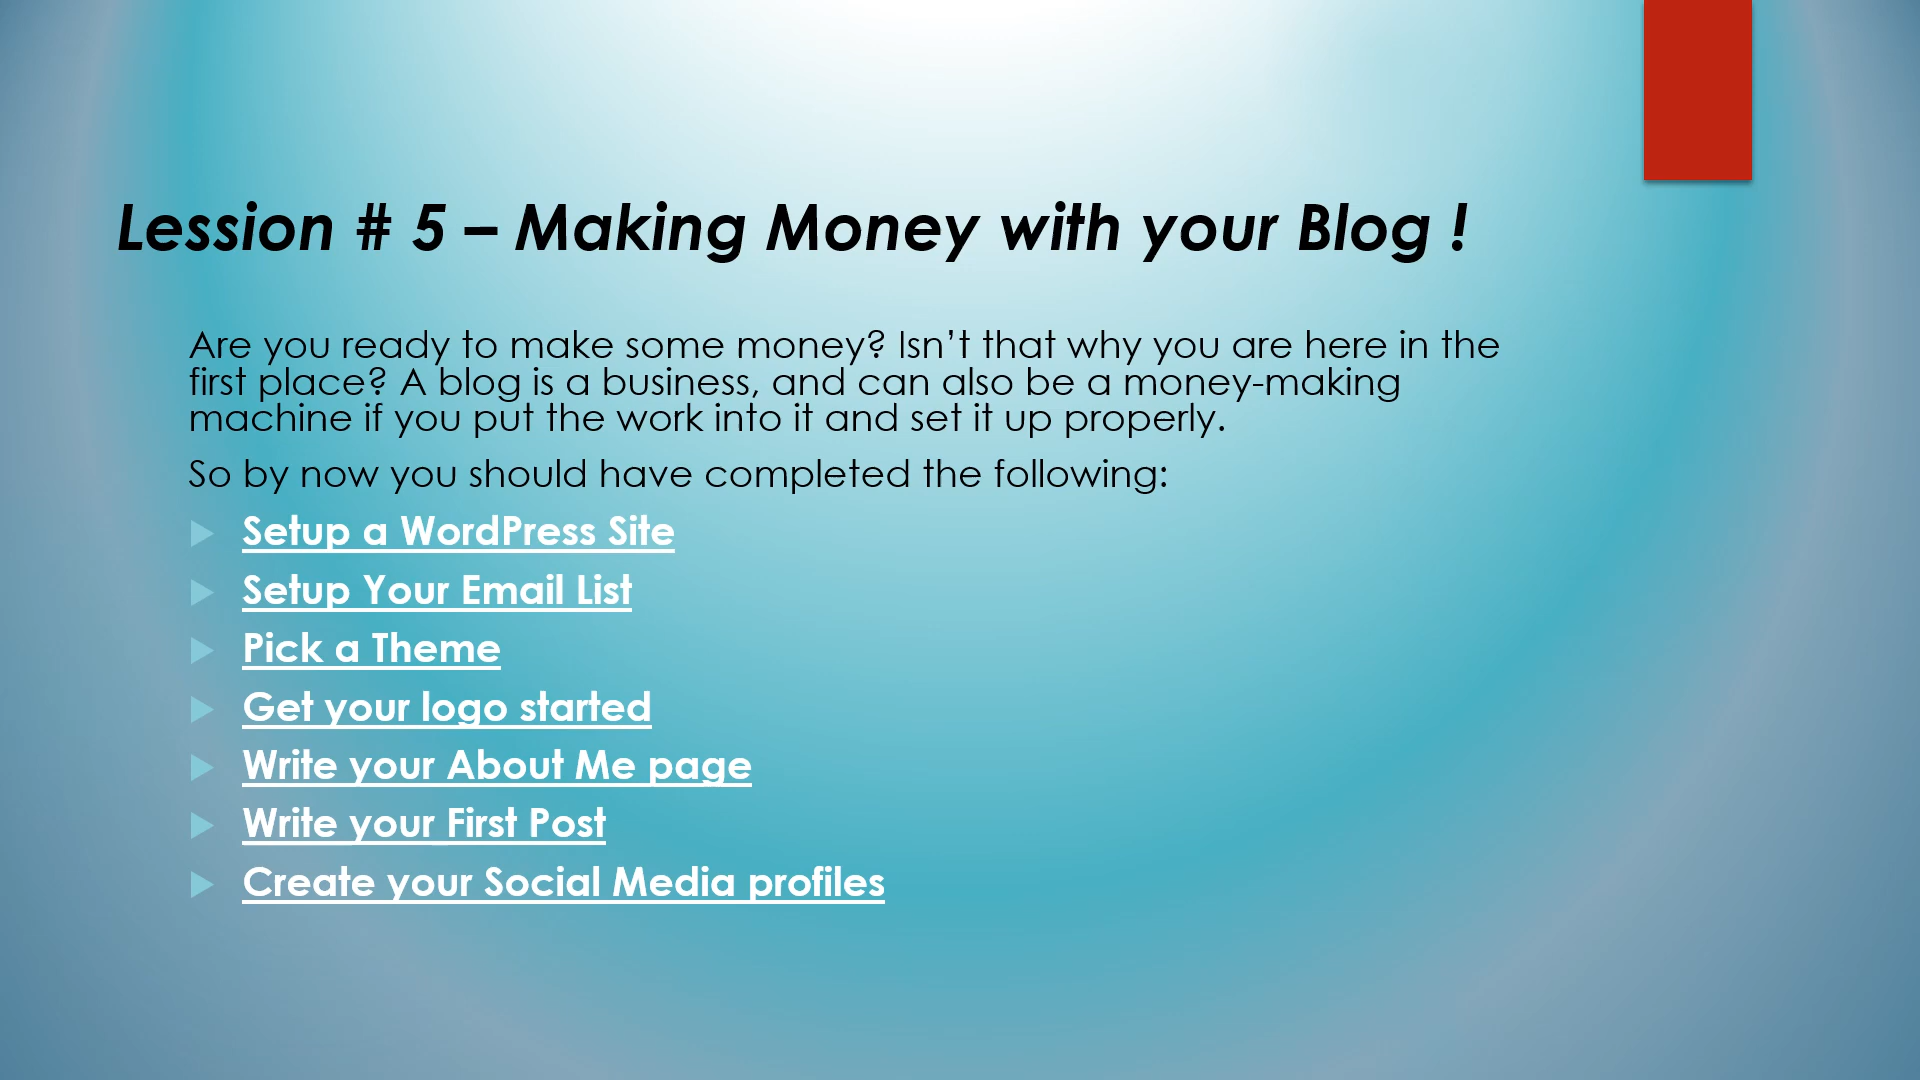 Lession # 5 – Making Money with your Blog !
Are you ready to make some money? Isn’t that why you are here in the
first place? A blog is a business, and can also be a money-making
machine if you put the work into it and set it up properly.
So by now you should have completed the following:
Setup a WordPress Site
Setup Your Email List
Pick a Theme
Get your logo started
Write your About Me page
Write your First Post
Create your Social Media profiles